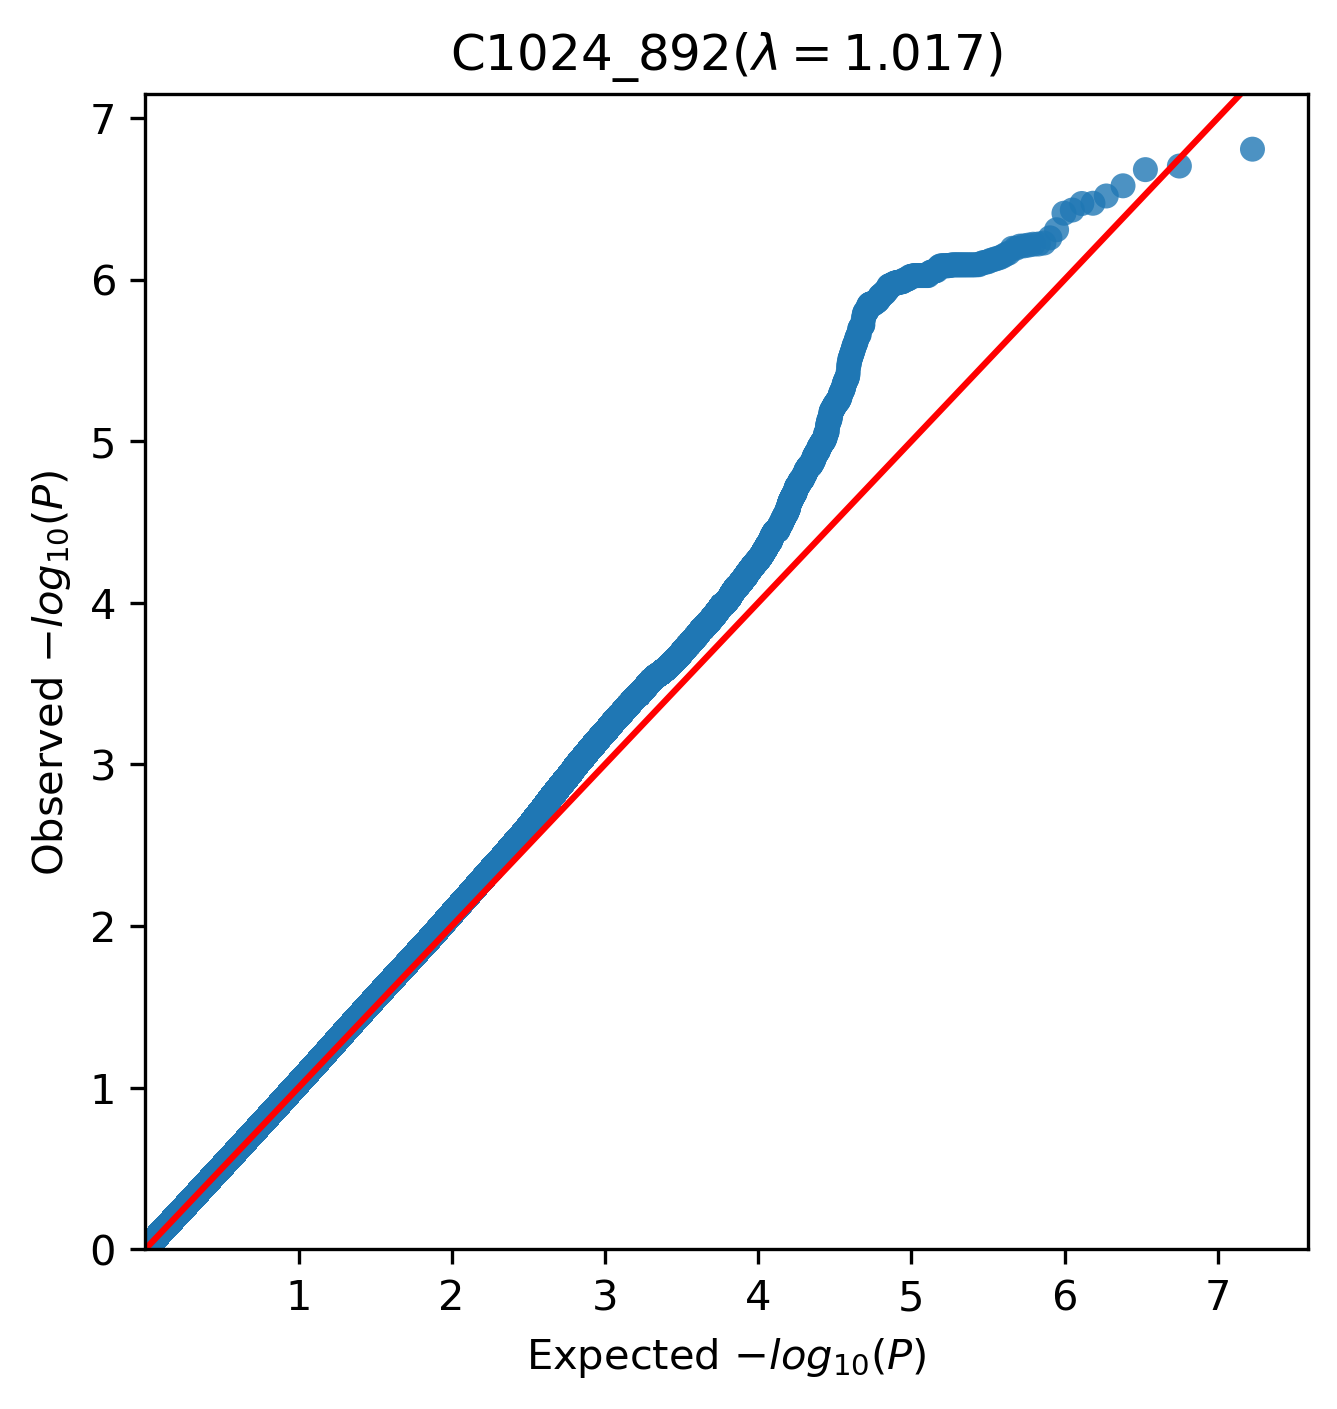 C1024_892(λ = 1.017)
7
6
5
4
3
2
1
0
Observed −log₁₀(P)
1 2 3 4 5 6 7
Expected −log₁₀(P)